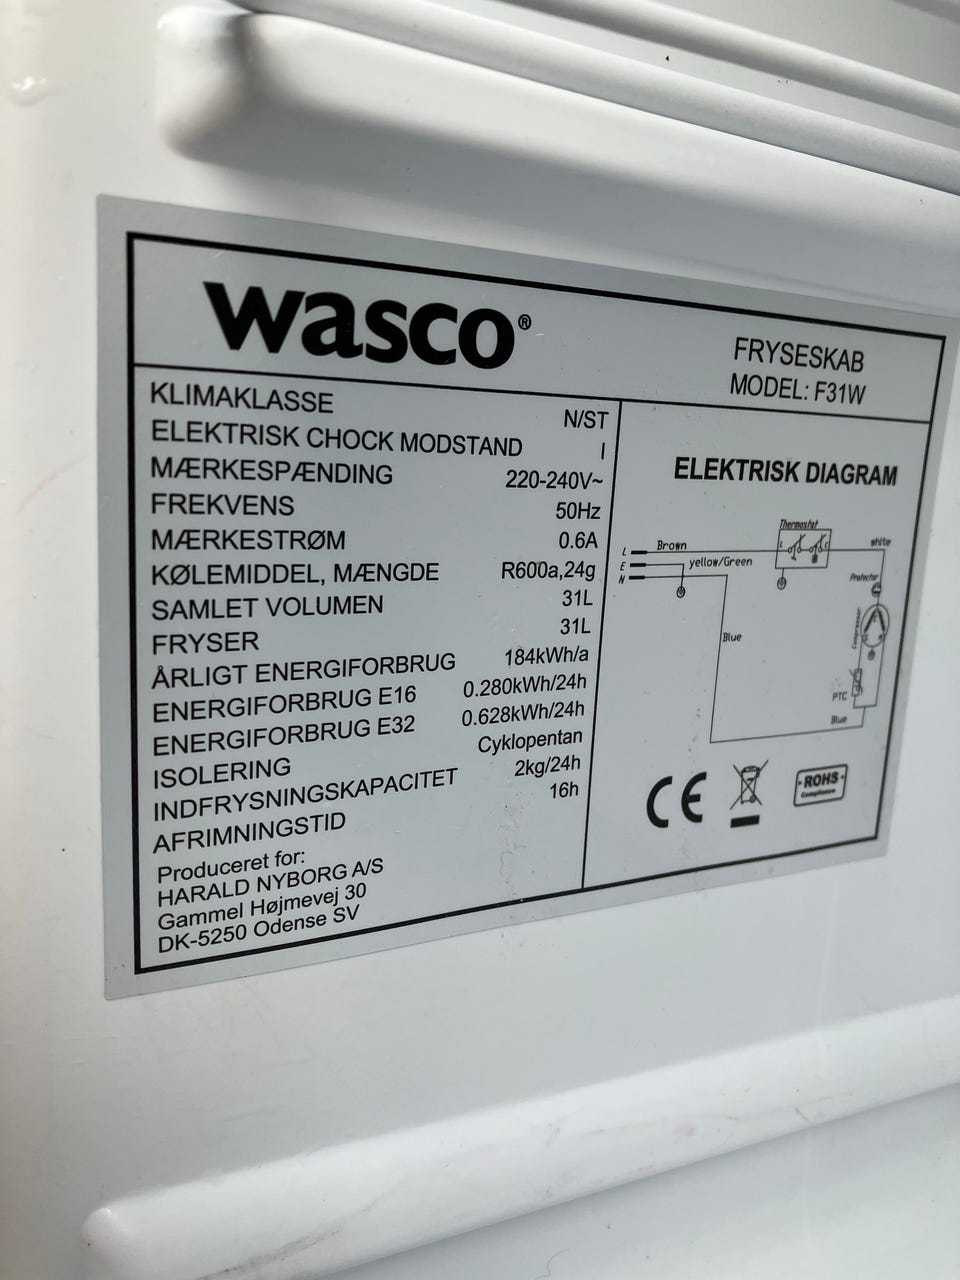 wasco®
FRYSESKAB
MODEL: F31W
KLIMAKLASSE N/ST
ELEKTRISK CHOCK MODSTAND I
MÆRKESPÆNDING 220-240V~
FREKVENS 50Hz
MÆRKESTRØM 0.6A
KØLEMIDDEL, MÆNGDE R600a,24g
SAMLET VOLUMEN 31L
FRYSER 31L
ÅRLIGT ENERGIFORBRUG 184kWh/a
ENERGIFORBRUG E16 0.280kWh/24h
ENERGIFORBRUG E32 0.628kWh/24h
ISOLERING Cyklopentan
INDFRYSNINGSKAPACITET 2kg/24h
AFRIMNINGSTID 16h
Produceret for:
HARALD NYBORG A/S
Gammel Højmevej 30
DK-5250 Odense SV
ELEKTRISK DIAGRAM
Thermostat
L Brown
L C
white
E yellow/Green
N
Protector
Compressor
Blue
PTC
Blue
CE
ROHS
Compliance